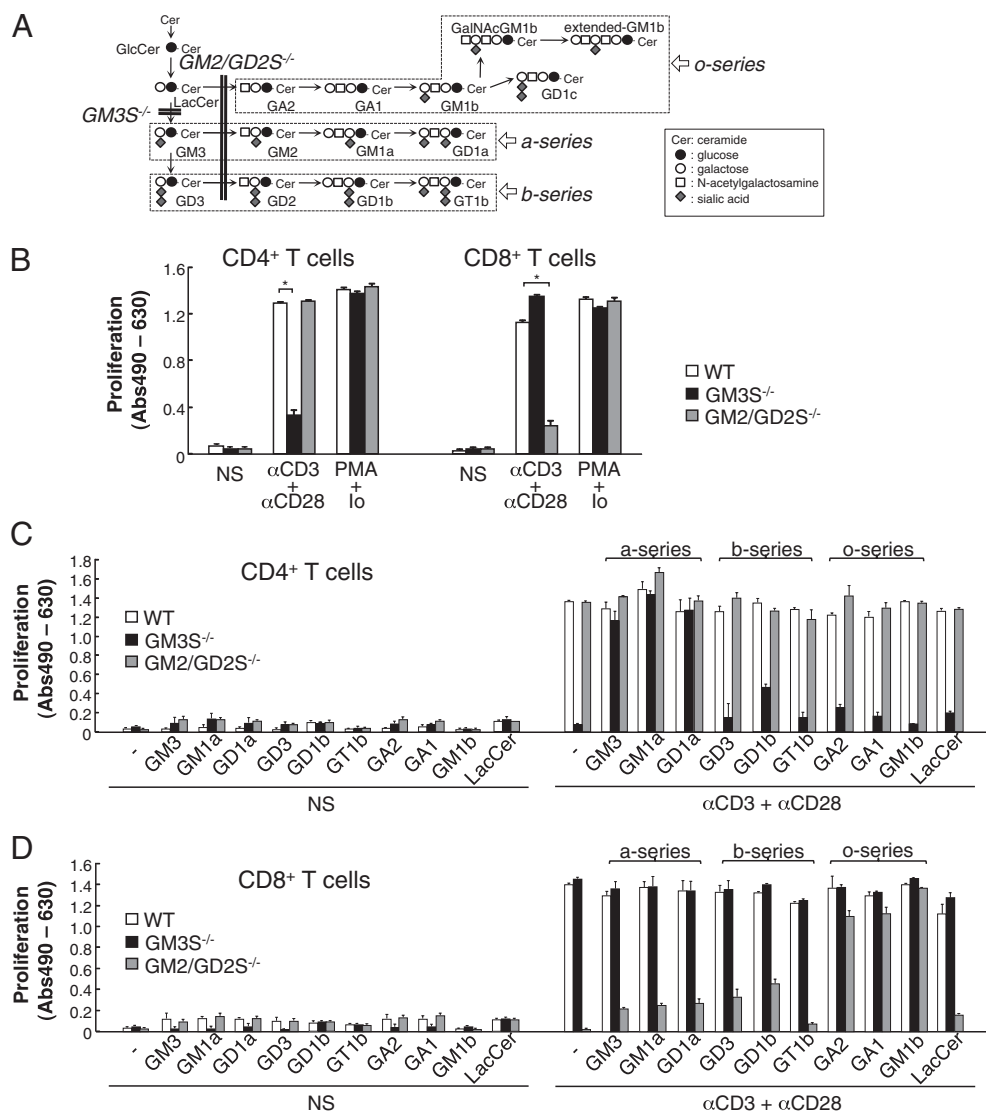 A
Cer
GlcCer
Cer
GM2/GD2S-/-
GalNAcGM1b
extended-GM1b
Cer
Cer
o-series
Cer
GD1c
Cer
LacCer
Cer
GA2
Cer
GA1
Cer
GM1b
GM3S-/-
Cer
GM3
Cer
GM2
Cer
GM1a
Cer
GD1a
a-series
Cer
GD3
Cer
GD2
Cer
GD1b
Cer
GT1b
b-series
Cer: ceramide
: glucose
: galactose
: N-acetylgalactosamine
: sialic acid
B
CD4+ T cells
CD8+ T cells
Proliferation
(Abs490 – 630)
1.6
1.2
0.8
0.4
0
*
*
NS
αCD3
+
αCD28
PMA
+
Io
NS
αCD3
+
αCD28
PMA
+
Io
WT
GM3S-/-
GM2/GD2S-/-
C
CD4+ T cells
Proliferation
(Abs490 – 630)
1.8
1.6
1.4
1.2
1.0
0.8
0.6
0.4
0.2
0
WT
GM3S-/-
GM2/GD2S-/-
a-series
b-series
o-series
- GM3 GM1a GD1a GD3 GD1b GT1b GA2 GA1 GM1b LacCer
- GM3 GM1a GD1a GD3 GD1b GT1b GA2 GA1 GM1b LacCer
NS
αCD3 + αCD28
D
CD8+ T cells
Proliferation
(Abs490 – 630)
1.6
1.4
1.2
1.0
0.8
0.6
0.4
0.2
0
WT
GM3S-/-
GM2/GD2S-/-
a-series
b-series
o-series
- GM3 GM1a GD1a GD3 GD1b GT1b GA2 GA1 GM1b LacCer
- GM3 GM1a GD1a GD3 GD1b GT1b GA2 GA1 GM1b LacCer
NS
αCD3 + αCD28